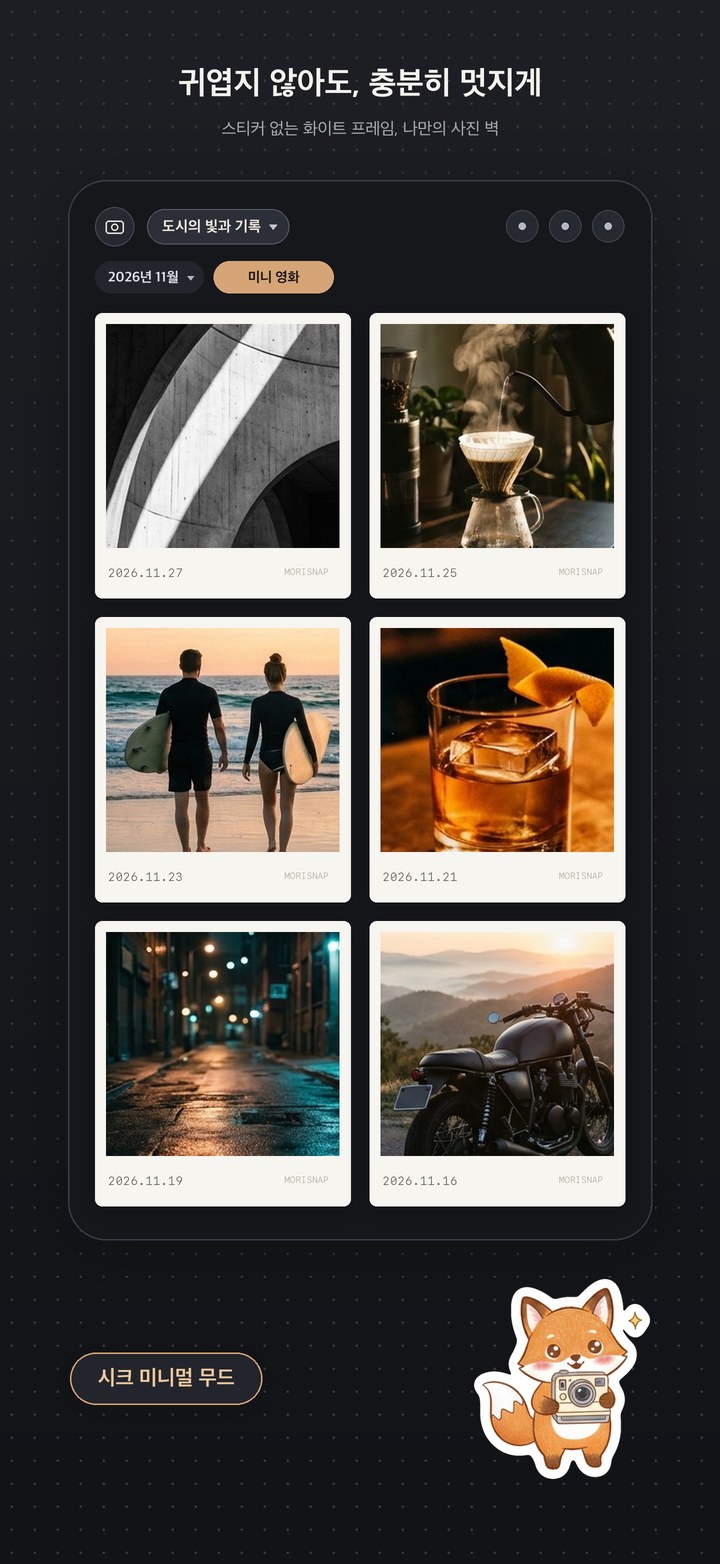 귀엽지 않아도, 충분히 멋지게
스티커 없는 화이트 프레임, 나만의 사진 벽
도시의 빛과 기록
2026년 11월
미니 영화
2026.11.27 MORISNAP
2026.11.25 MORISNAP
2026.11.23 MORISNAP
2026.11.21 MORISNAP
2026.11.19 MORISNAP
2026.11.16 MORISNAP
시크 미니멀 무드